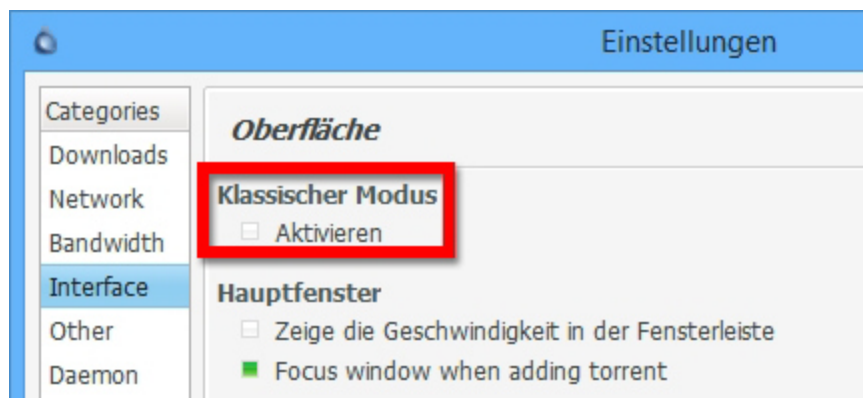 Einstellungen
Categories
Downloads
Network
Bandwidth
Interface
Other
Daemon
Oberfläche
Klassischer Modus
Aktivieren
Hauptfenster
Zeige die Geschwindigkeit in der Fensterleiste
Focus window when adding torrent